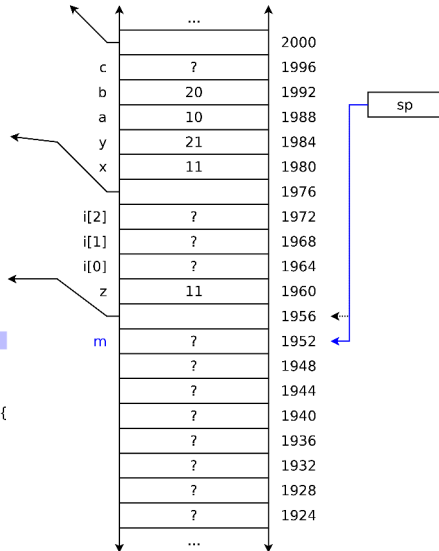 ...
2000
c ? 1996
b 20 1992
sp
a 10 1988
y 21 1984
x 11 1980
1976
i[2] ? 1972
i[1] ? 1968
i[0] ? 1964
z 11 1960
1956
m ? 1952
? 1948
? 1944
{ ? 1940
? 1936
? 1932
? 1928
? 1924
...